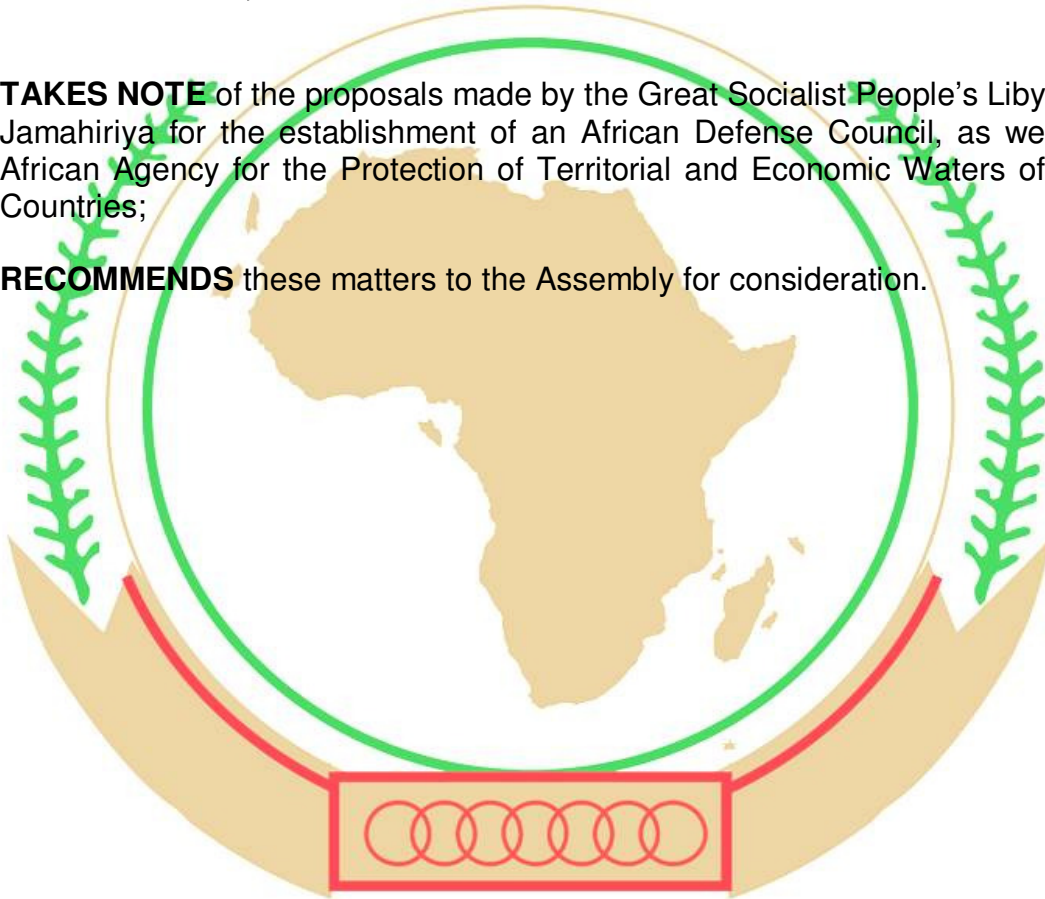 TAKES NOTE of the proposals made by the Great Socialist People's Liby
Jamahiriya for the establishment of an African Defense Council, as we
African Agency for the Protection of Territorial and Economic Waters of
Countries;
RECOMMENDS these matters to the Assembly for consideration.